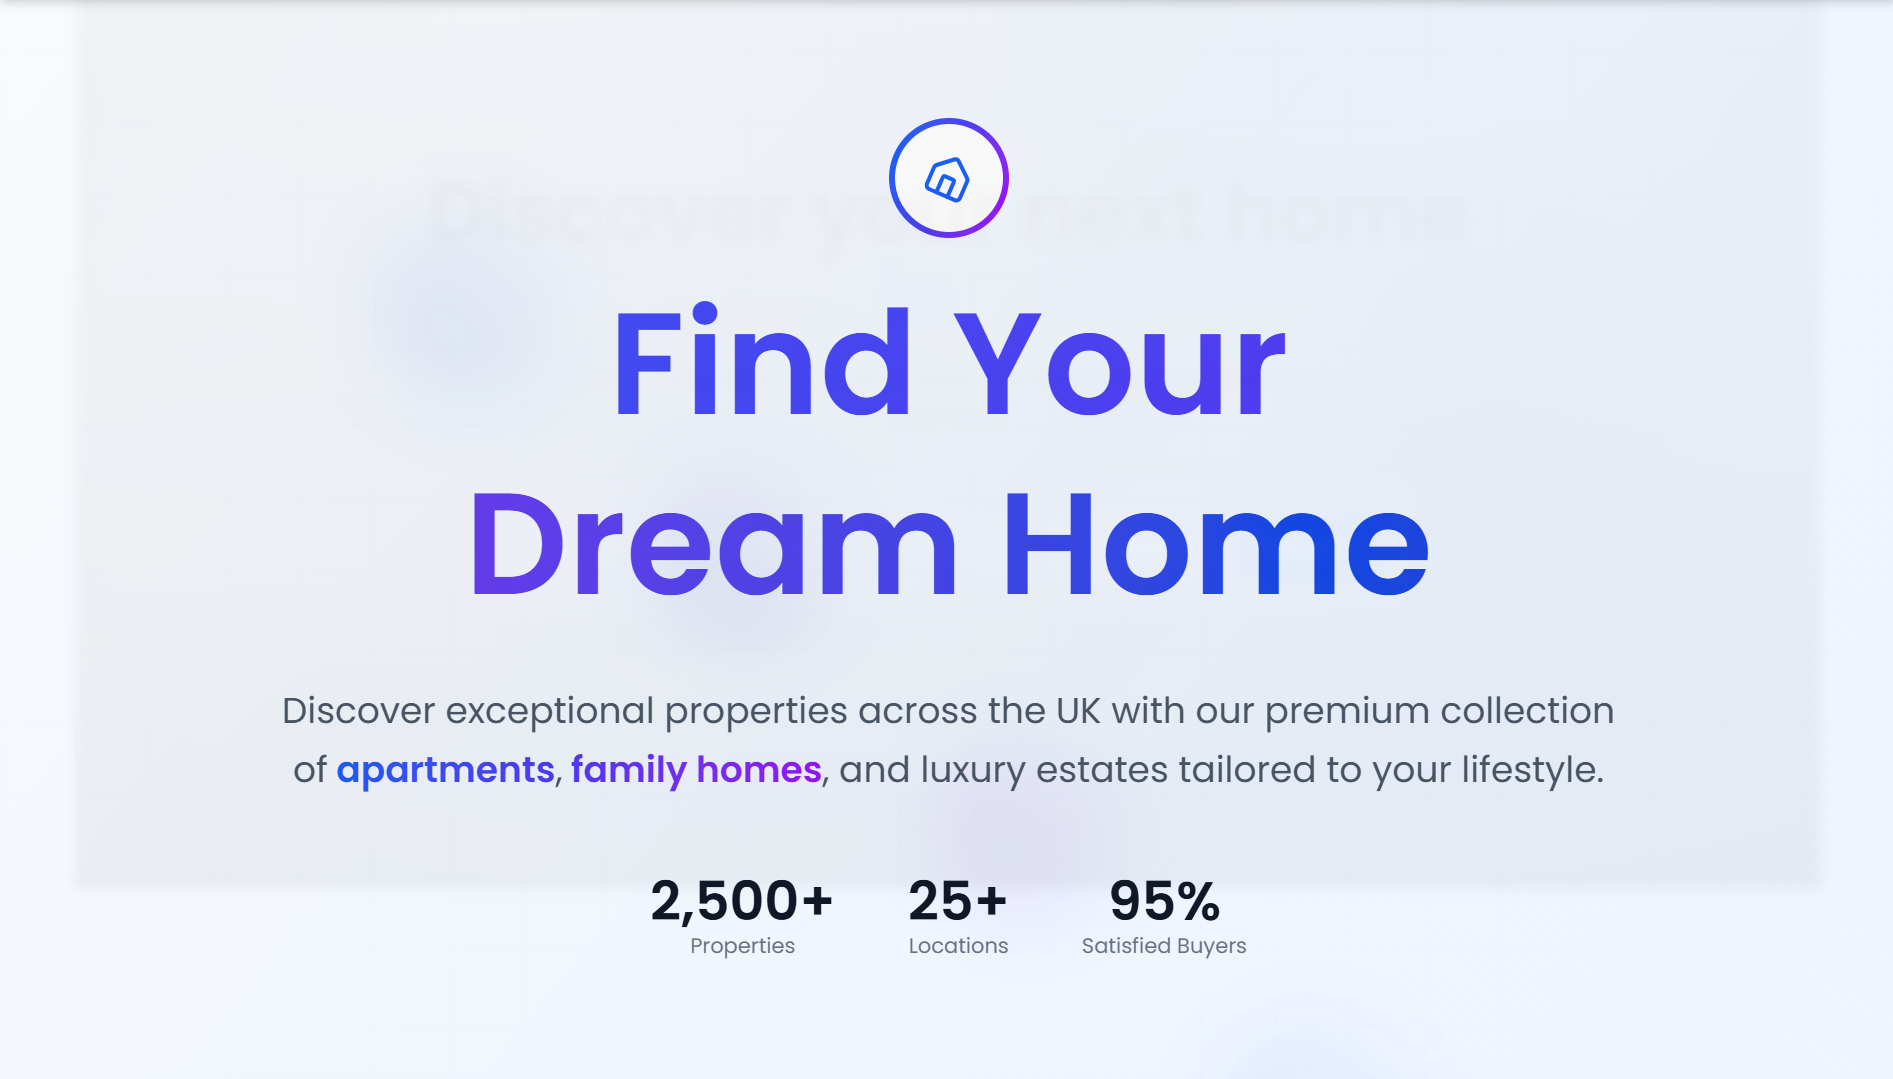 Discover your next home
Find Your
Dream Home
Discover exceptional properties across the UK with our premium collection
of apartments, family homes, and luxury estates tailored to your lifestyle.
2,500+ 25+ 95%
Properties Locations Satisfied Buyers